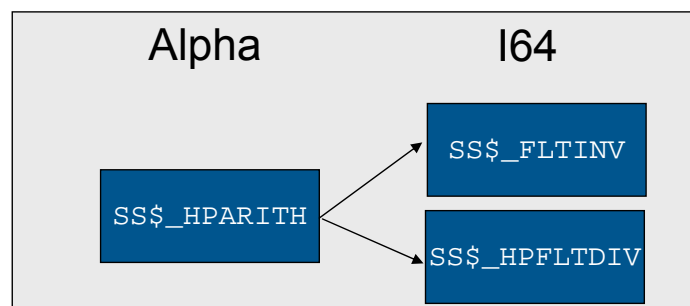 Alpha
I64
SS$_HPARITH
SS$_FLTINV
SS$_HPFLTDIV